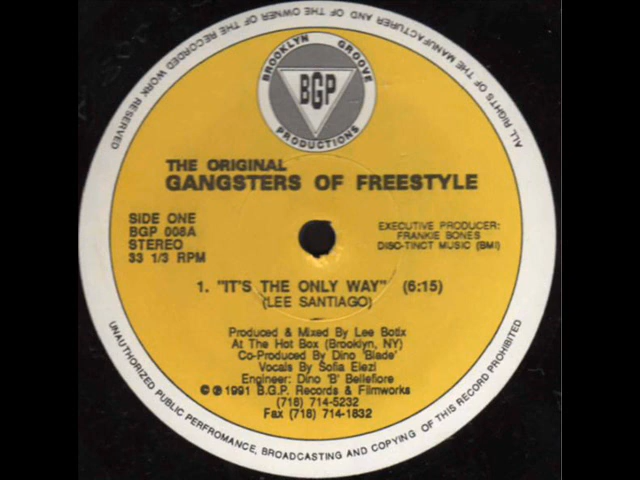 ALL RIGHTS OF THE MANUFACTURER AND OF THE OWNER OF THE RECORDED WORK RESERVED
BROOKLYN GROOVE
BGP
PRODUCTIONS
THE ORIGINAL
GANGSTERS OF FREESTYLE
SIDE ONE
BGP 008A
STEREO
33 1/3 RPM
EXECUTIVE PRODUCER:
FRANKIE BONES
DISC-TINCT MUSIC (BMI)
1. "IT'S THE ONLY WAY" (6:15)
(LEE SANTIAGO)
Produced & Mixed By Lee Botix
At The Hot Box (Brooklyn, NY)
Co-Produced By Dino 'Blade'
Vocals By Sofia Elezi
Engineer: Dino 'B' Bellefiore
© ℗ 1991 B.G.P. Records & Filmworks
(718) 714-5232
Fax (718) 714-1832
UNAUTHORIZED PUBLIC PERFROMANCE, BROADCASTING AND COPYING OF THIS RECORD PROHIBITED